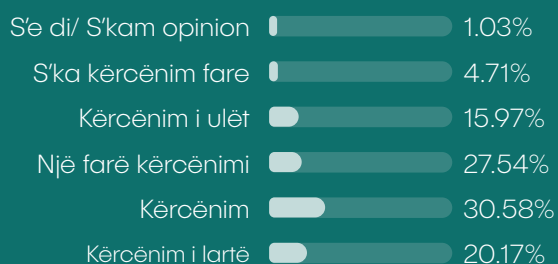 S'e di/ S'kam opinion 1.03%
S'ka kërcënim fare 4.71%
Kërcënim i ulët 15.97%
Një farë kërcënimi 27.54%
Kërcënim 30.58%
Kërcënim i lartë 20.17%